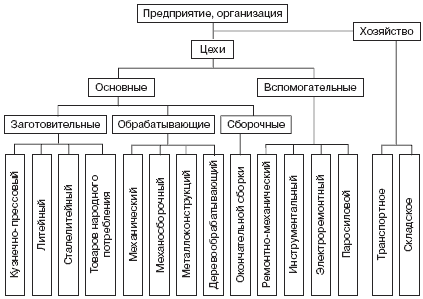 Предприятие, организация
Хозяйство
Цехи
Основные
Вспомогательные
Заготовительные
Обрабатывающие
Сборочные
Кузнечно-прессовый
Литейный
Сталелитейный
Товаров народного
потребления
Механический
Механосборочный
Металлоконструкций
Деревообрабатывающий
Окончательной сборки
Ремонтно-механический
Инструментальный
Электроремонтный
Паросиловой
Транспортное
Складское